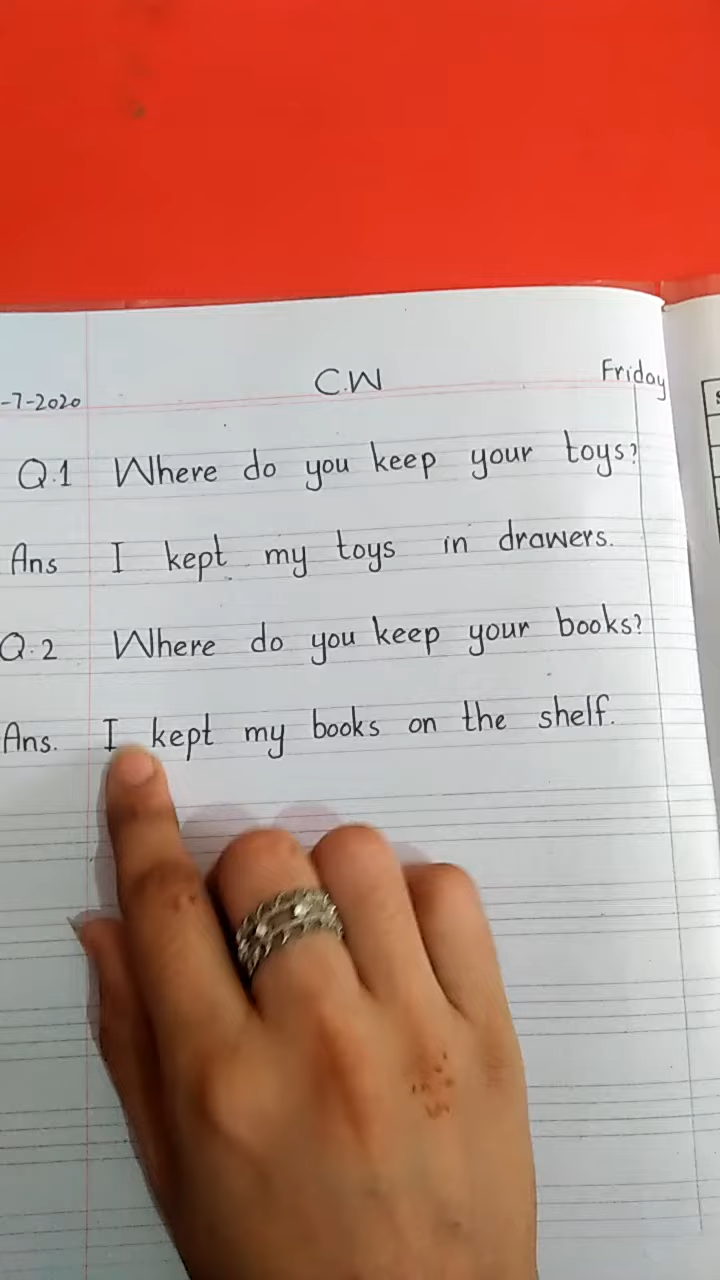 -7-2020 C.W Friday
Q.1 Where do you keep your toys?
Ans I kept my toys in drawers.
Q.2 Where do you keep your books?
Ans. I kept my books on the shelf.